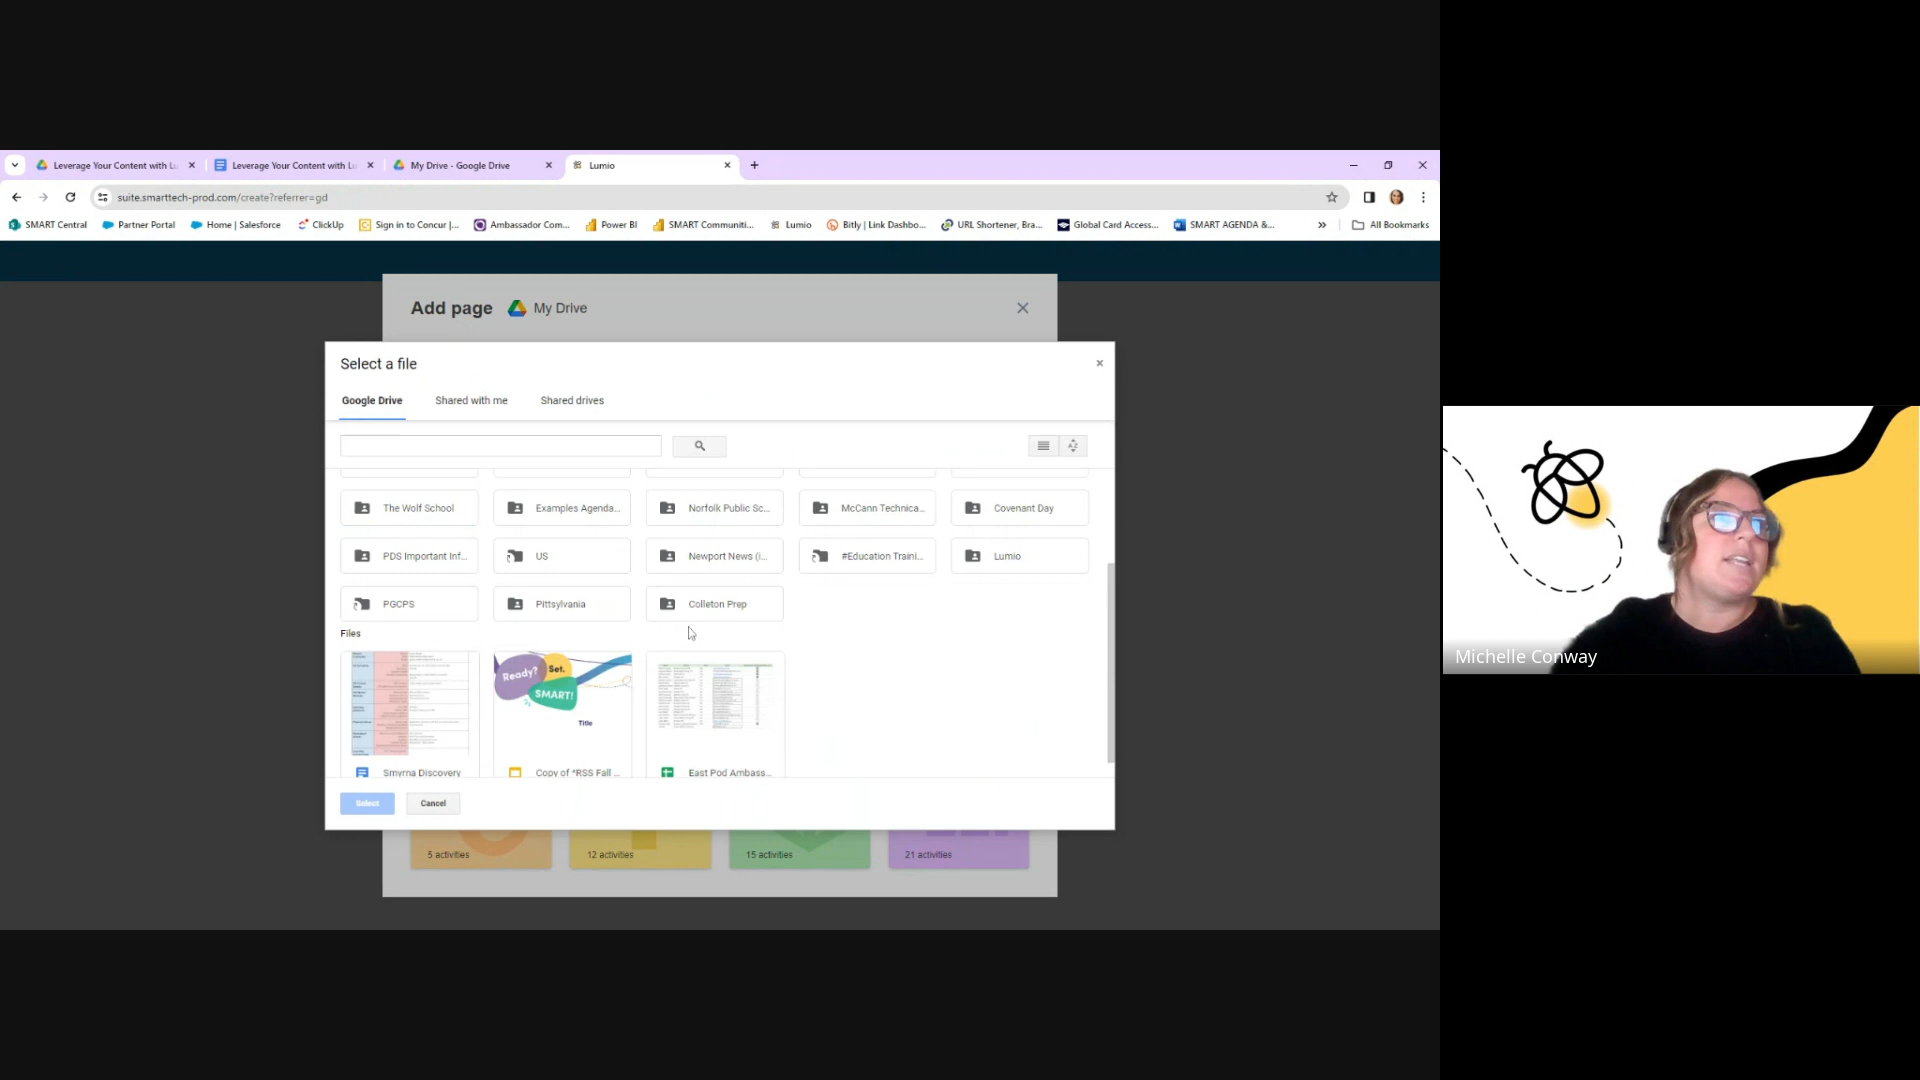 Leverage Your Content with Lu
Leverage Your Content with Lu
My Drive - Google Drive
Lumio
suite.smarttech-prod.com/create?referrer=gd
SMART Central
Partner Portal
Home | Salesforce
ClickUp
Sign in to Concur |...
Ambassador Com...
Power BI
SMART Communiti...
Lumio
Bitly | Link Dashbo...
URL Shortener, Bra...
Global Card Access...
SMART AGENDA &...
All Bookmarks
Add page
My Drive
Select a file
Google Drive
Shared with me
Shared drives
The Wolf School
Examples Agenda...
Norfolk Public Sc...
McCann Technica...
Covenant Day
PDS Important Inf...
US
Newport News (i...
#Education Traini...
Lumio
PGCPS
Pittsylvania
Colleton Prep
Files
Ready?
Set.
SMART!
Title
Smyrna Discovery
Copy of *RSS Fall ...
East Pod Ambass...
Select
Cancel
5 activities
12 activities
15 activities
21 activities
Michelle Conway